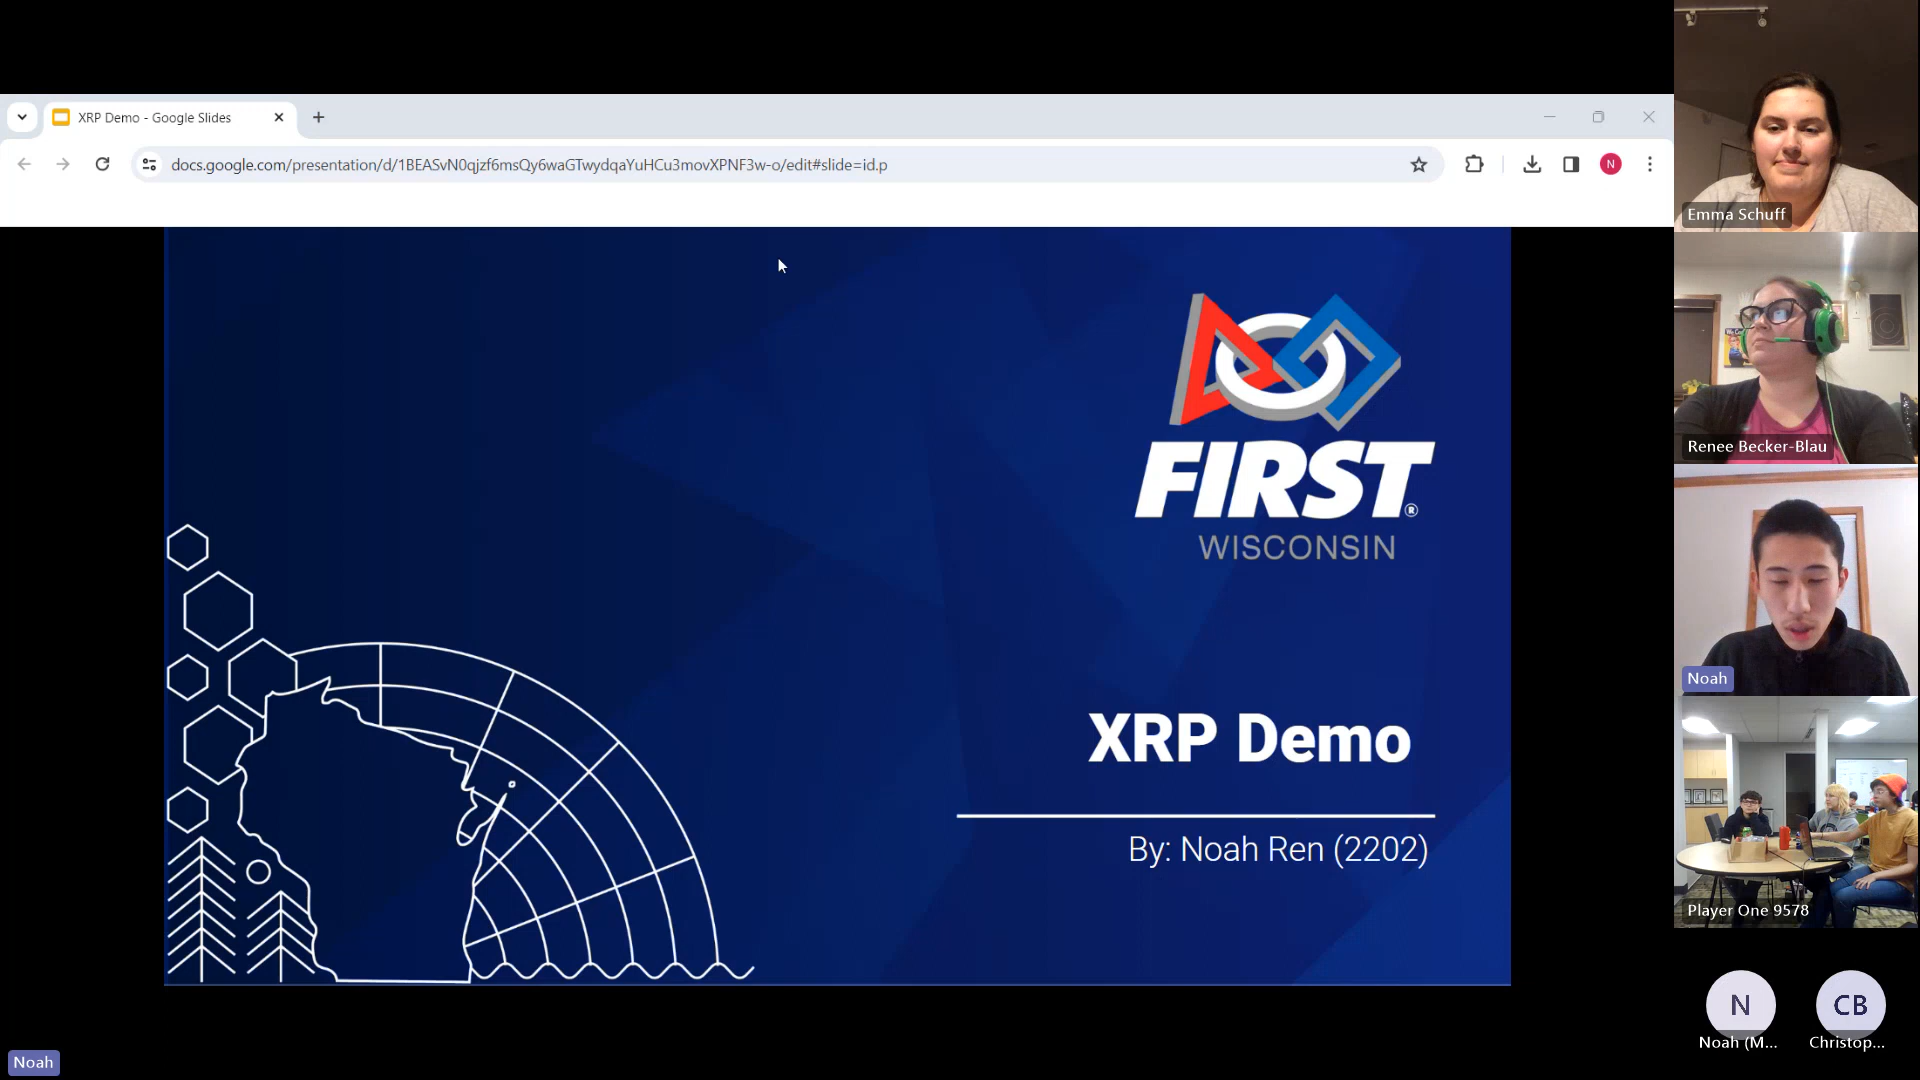 XRP Demo - Google Slides
docs.google.com/presentation/d/1BEASvN0qjzf6msQy6waGTwydqaYuHCu3movXPNF3w-o/edit#slide=id.p
N
FIRST®
WISCONSIN
XRP Demo
By: Noah Ren (2202)
Noah
Emma Schuff
Renee Becker-Blau
Noah
Player One 9578
N
CB
Noah (M...
Christop...